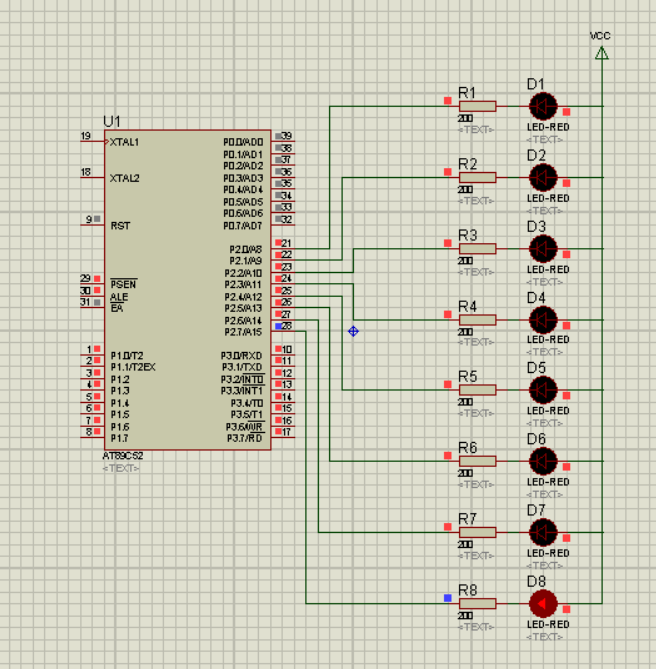 VCC
U1
19 XTAL1
18 XTAL2
9 RST
29 PSEN
30 ALE
31 EA
1 P1.0/T2
2 P1.1/T2EX
3 P1.2
4 P1.3
5 P1.4
6 P1.5
7 P1.6
8 P1.7
P0.0/AD0 39
P0.1/AD1 38
P0.2/AD2 37
P0.3/AD3 36
P0.4/AD4 35
P0.5/AD5 34
P0.6/AD6 33
P0.7/AD7 32
P2.0/A8 21
P2.1/A9 22
P2.2/A10 23
P2.3/A11 24
P2.4/A12 25
P2.5/A13 26
P2.6/A14 27
P2.7/A15 28
P3.0/RXD 10
P3.1/TXD 11
P3.2/INT0 12
P3.3/INT1 13
P3.4/T0 14
P3.5/T1 15
P3.6/WR 16
P3.7/RD 17
AT89C52
<TEXT>
R1
200
<TEXT>
D1
LED-RED
<TEXT>
R2
200
<TEXT>
D2
LED-RED
<TEXT>
R3
200
<TEXT>
D3
LED-RED
<TEXT>
R4
200
<TEXT>
D4
LED-RED
<TEXT>
R5
200
<TEXT>
D5
LED-RED
<TEXT>
R6
200
<TEXT>
D6
LED-RED
<TEXT>
R7
200
<TEXT>
D7
LED-RED
<TEXT>
R8
200
<TEXT>
D8
LED-RED
<TEXT>